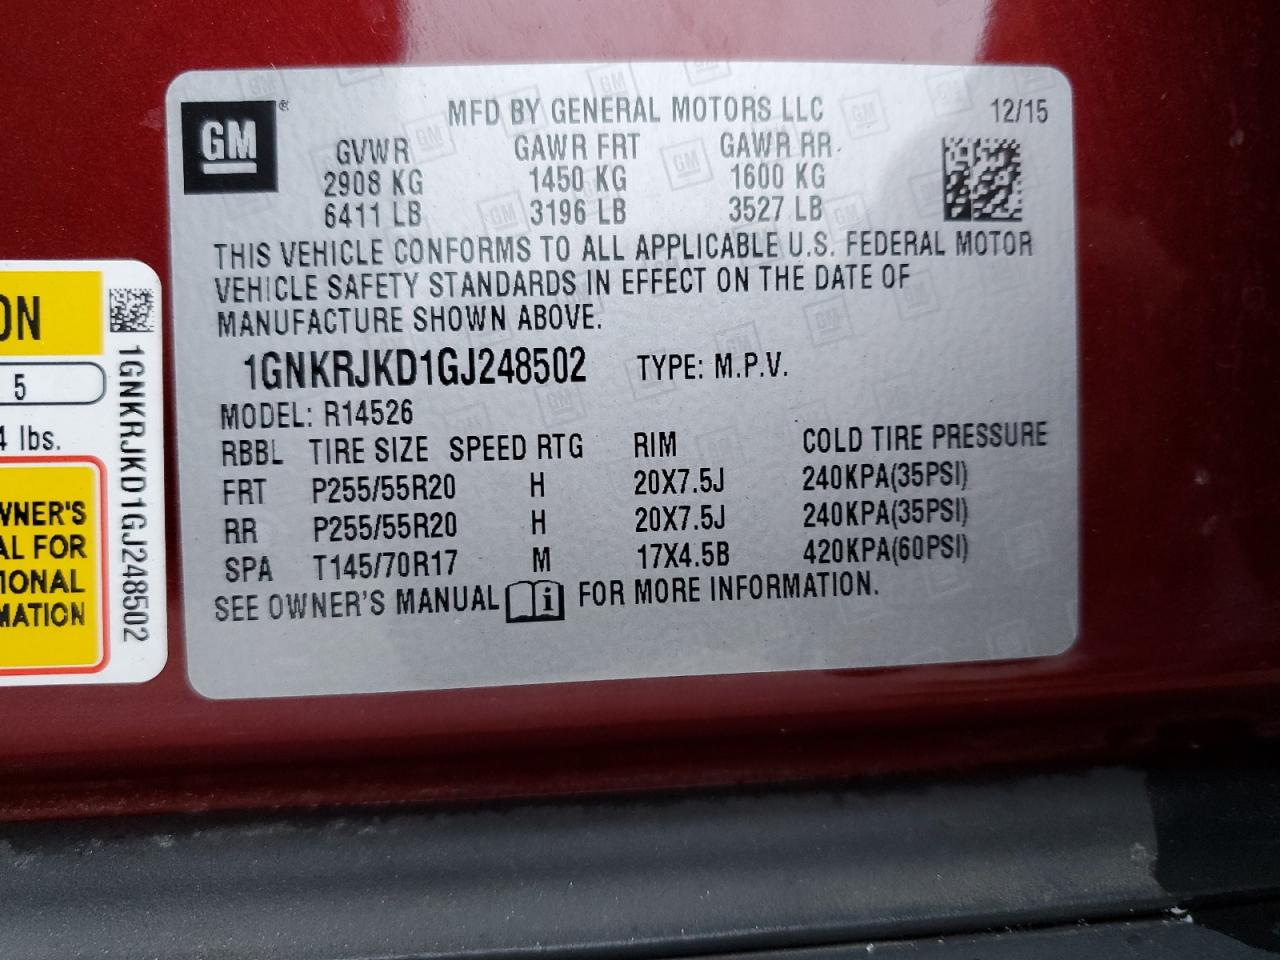 GM
®
MFD BY GENERAL MOTORS LLC 12/15
GVWR GAWR FRT GAWR RR
2908 KG 1450 KG 1600 KG
6411 LB 3196 LB 3527 LB
THIS VEHICLE CONFORMS TO ALL APPLICABLE U.S. FEDERAL MOTOR
VEHICLE SAFETY STANDARDS IN EFFECT ON THE DATE OF
MANUFACTURE SHOWN ABOVE.
1GNKRJKD1GJ248502 TYPE: M.P.V.
MODEL: R14526
RBBL TIRE SIZE SPEED RTG RIM COLD TIRE PRESSURE
FRT P255/55R20 H 20X7.5J 240KPA(35PSI)
RR P255/55R20 H 20X7.5J 240KPA(35PSI)
SPA T145/70R17 M 17X4.5B 420KPA(60PSI)
SEE OWNER'S MANUAL i FOR MORE INFORMATION.
ON
5
4 lbs.
WNER'S
AL FOR
IONAL
MATION
1GNKRJKD1GJ248502